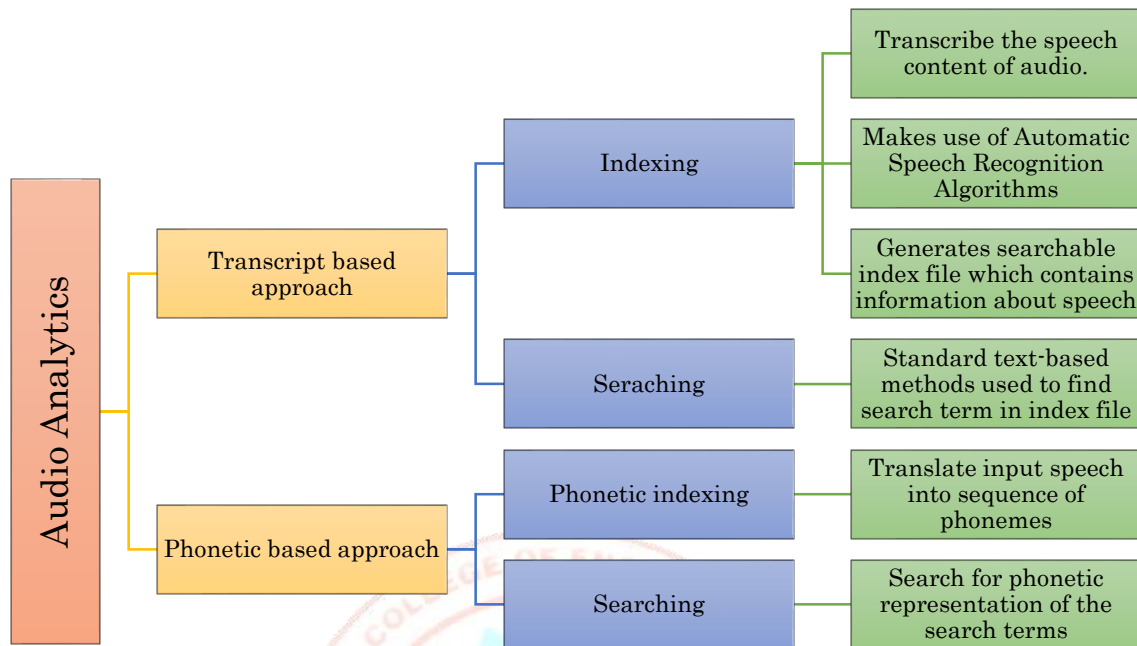 Audio Analytics
Transcript based
approach
Indexing
Transcribe the speech
content of audio.
Makes use of Automatic
Speech Recognition
Algorithms
Generates searchable
index file which contains
information about speech
Seraching
Standard text-based
methods used to find
search term in index file
Phonetic based approach
Phonetic indexing
Translate input speech
into sequence of
phonemes
Searching
Search for phonetic
representation of the
search terms
COLLEGE OF